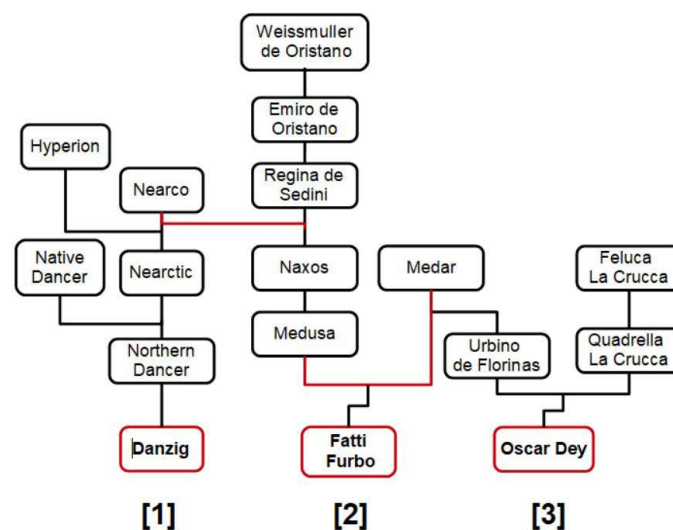 Weissmuller
de Oristano
Emiro de
Oristano
Hyperion
Nearco
Regina de
Sedini
Native
Dancer
Nearctic
Naxos
Medar
Feluca
La Crucca
Northern
Dancer
Medusa
Urbino
de Florinas
Quadrella
La Crucca
Danzig
Fatti
Furbo
Oscar Dey
[1]
[2]
[3]